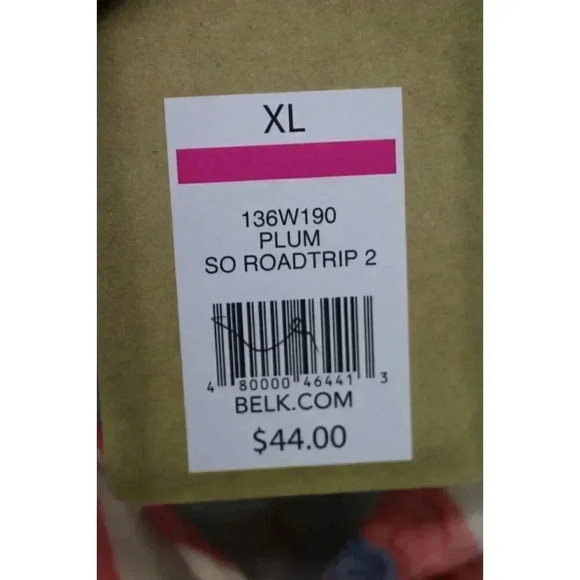 XL
136W190
PLUM
SO ROADTRIP 2
4 80000 46441 3
BELK.COM
$44.00